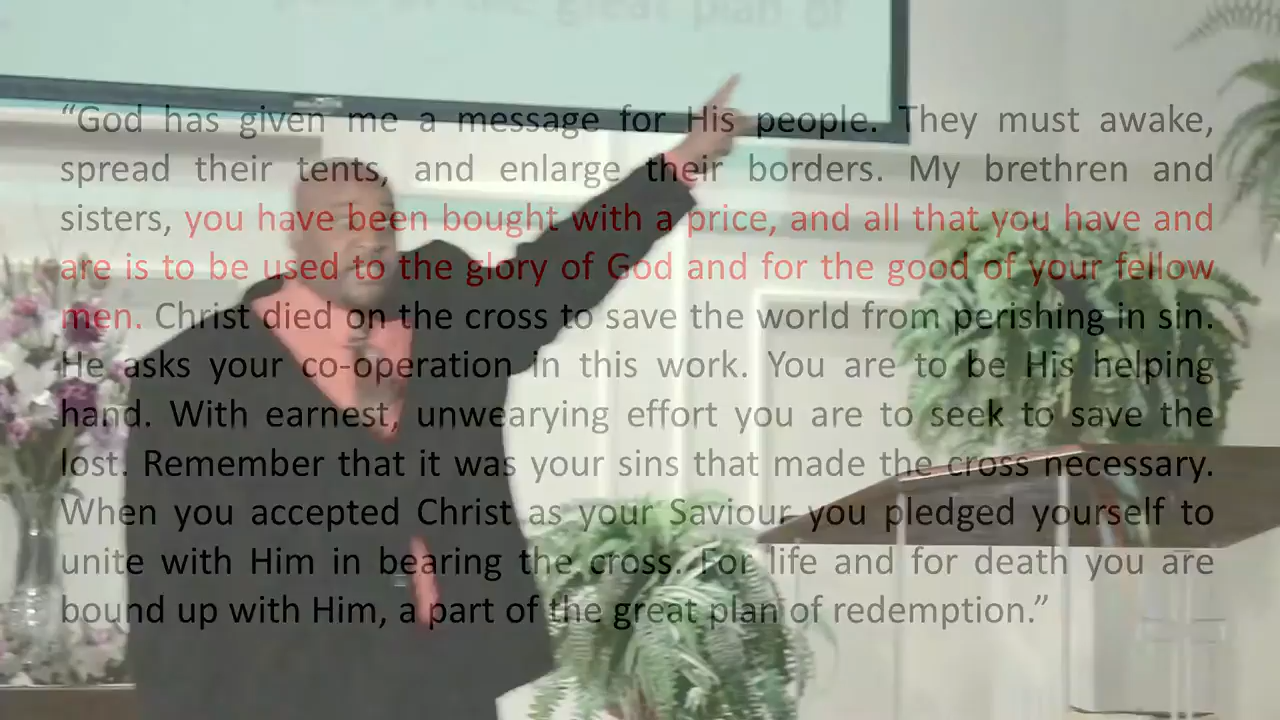 part of the great plan of
“God has given me a message for His people. They must awake,
spread their tents, and enlarge their borders. My brethren and
sisters, you have been bought with a price, and all that you have and
are is to be used to the glory of God and for the good of your fellow
men. Christ died on the cross to save the world from perishing in sin.
He asks your co-operation in this work. You are to be His helping
hand. With earnest, unwearying effort you are to seek to save the
lost. Remember that it was your sins that made the cross necessary.
When you accepted Christ as your Saviour you pledged yourself to
unite with Him in bearing the cross. For life and for death you are
bound up with Him, a part of the great plan of redemption.”